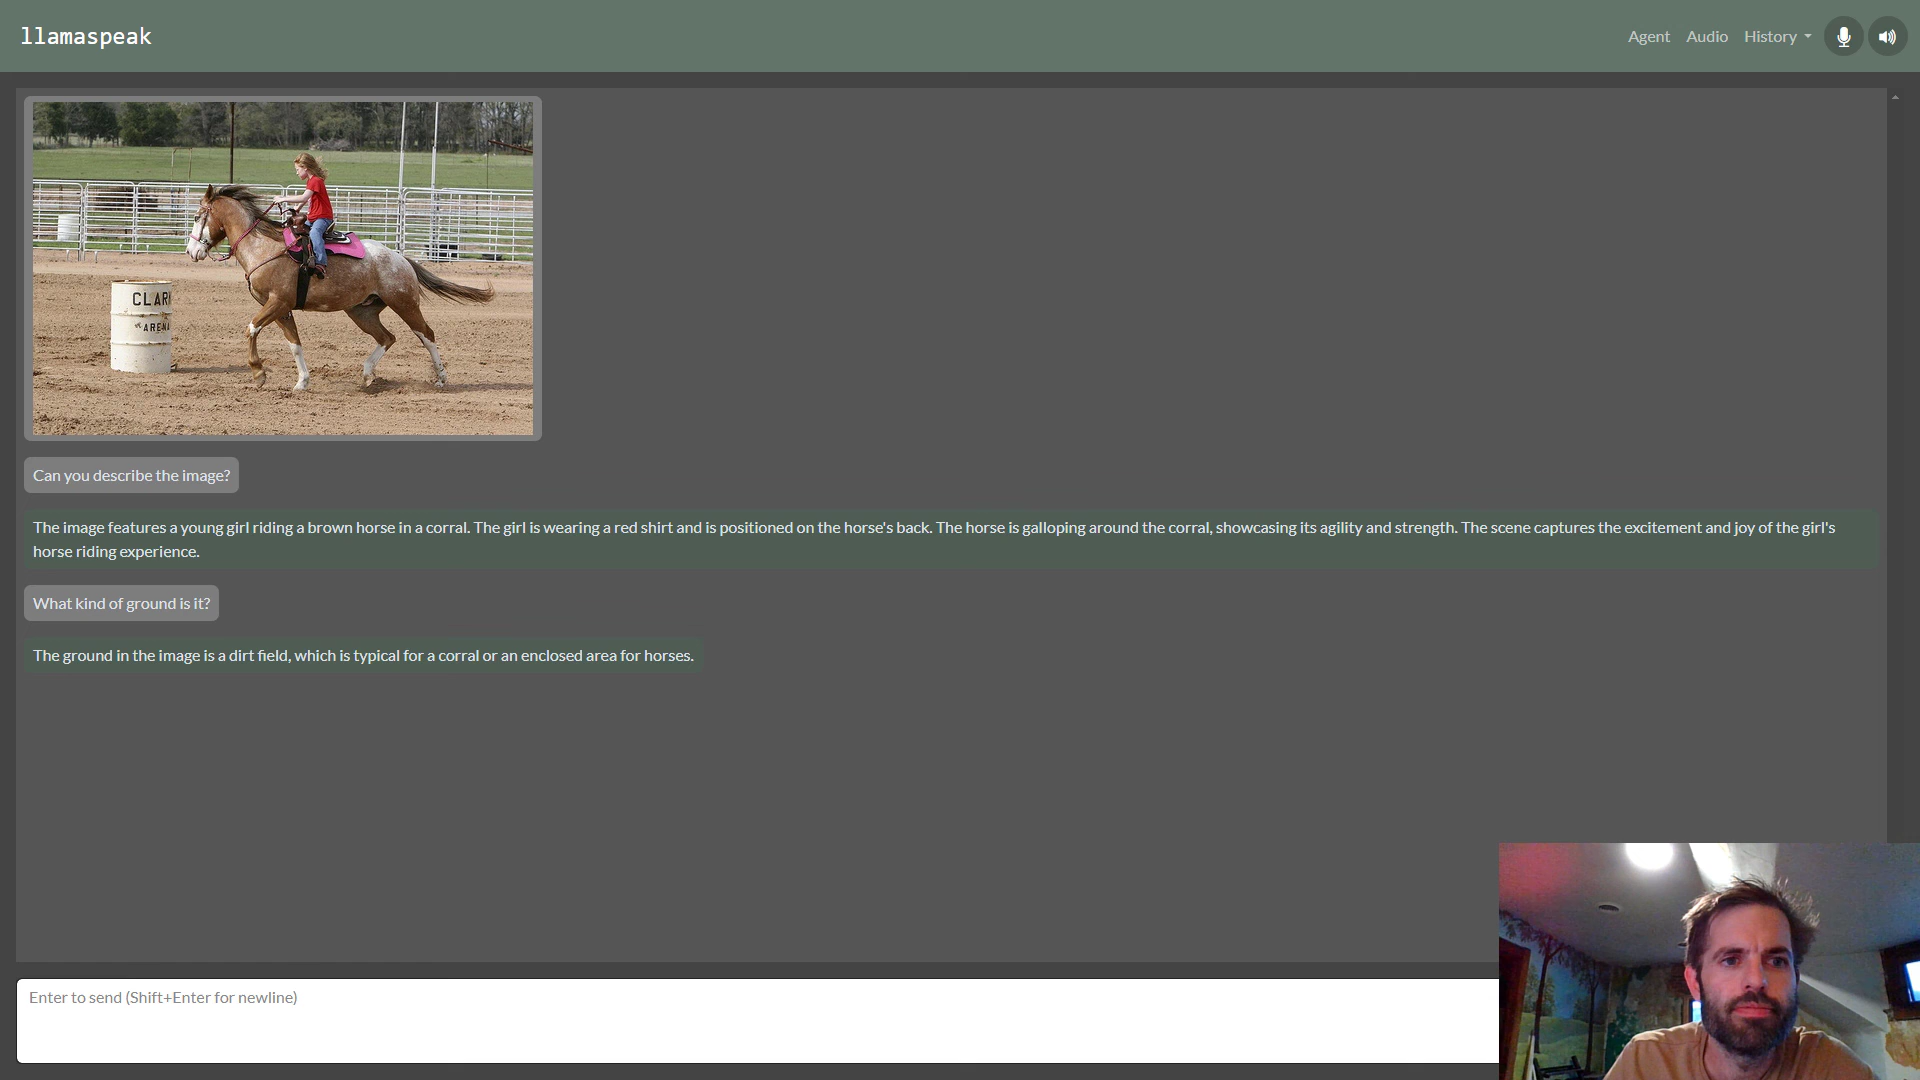 llamaspeak
Agent Audio History
CLAR
ARENA
Can you describe the image?
The image features a young girl riding a brown horse in a corral. The girl is wearing a red shirt and is positioned on the horse's back. The horse is galloping around the corral, showcasing its agility and strength. The scene captures the excitement and joy of the girl's
horse riding experience.
What kind of ground is it?
The ground in the image is a dirt field, which is typical for a corral or an enclosed area for horses.
Enter to send (Shift+Enter for newline)